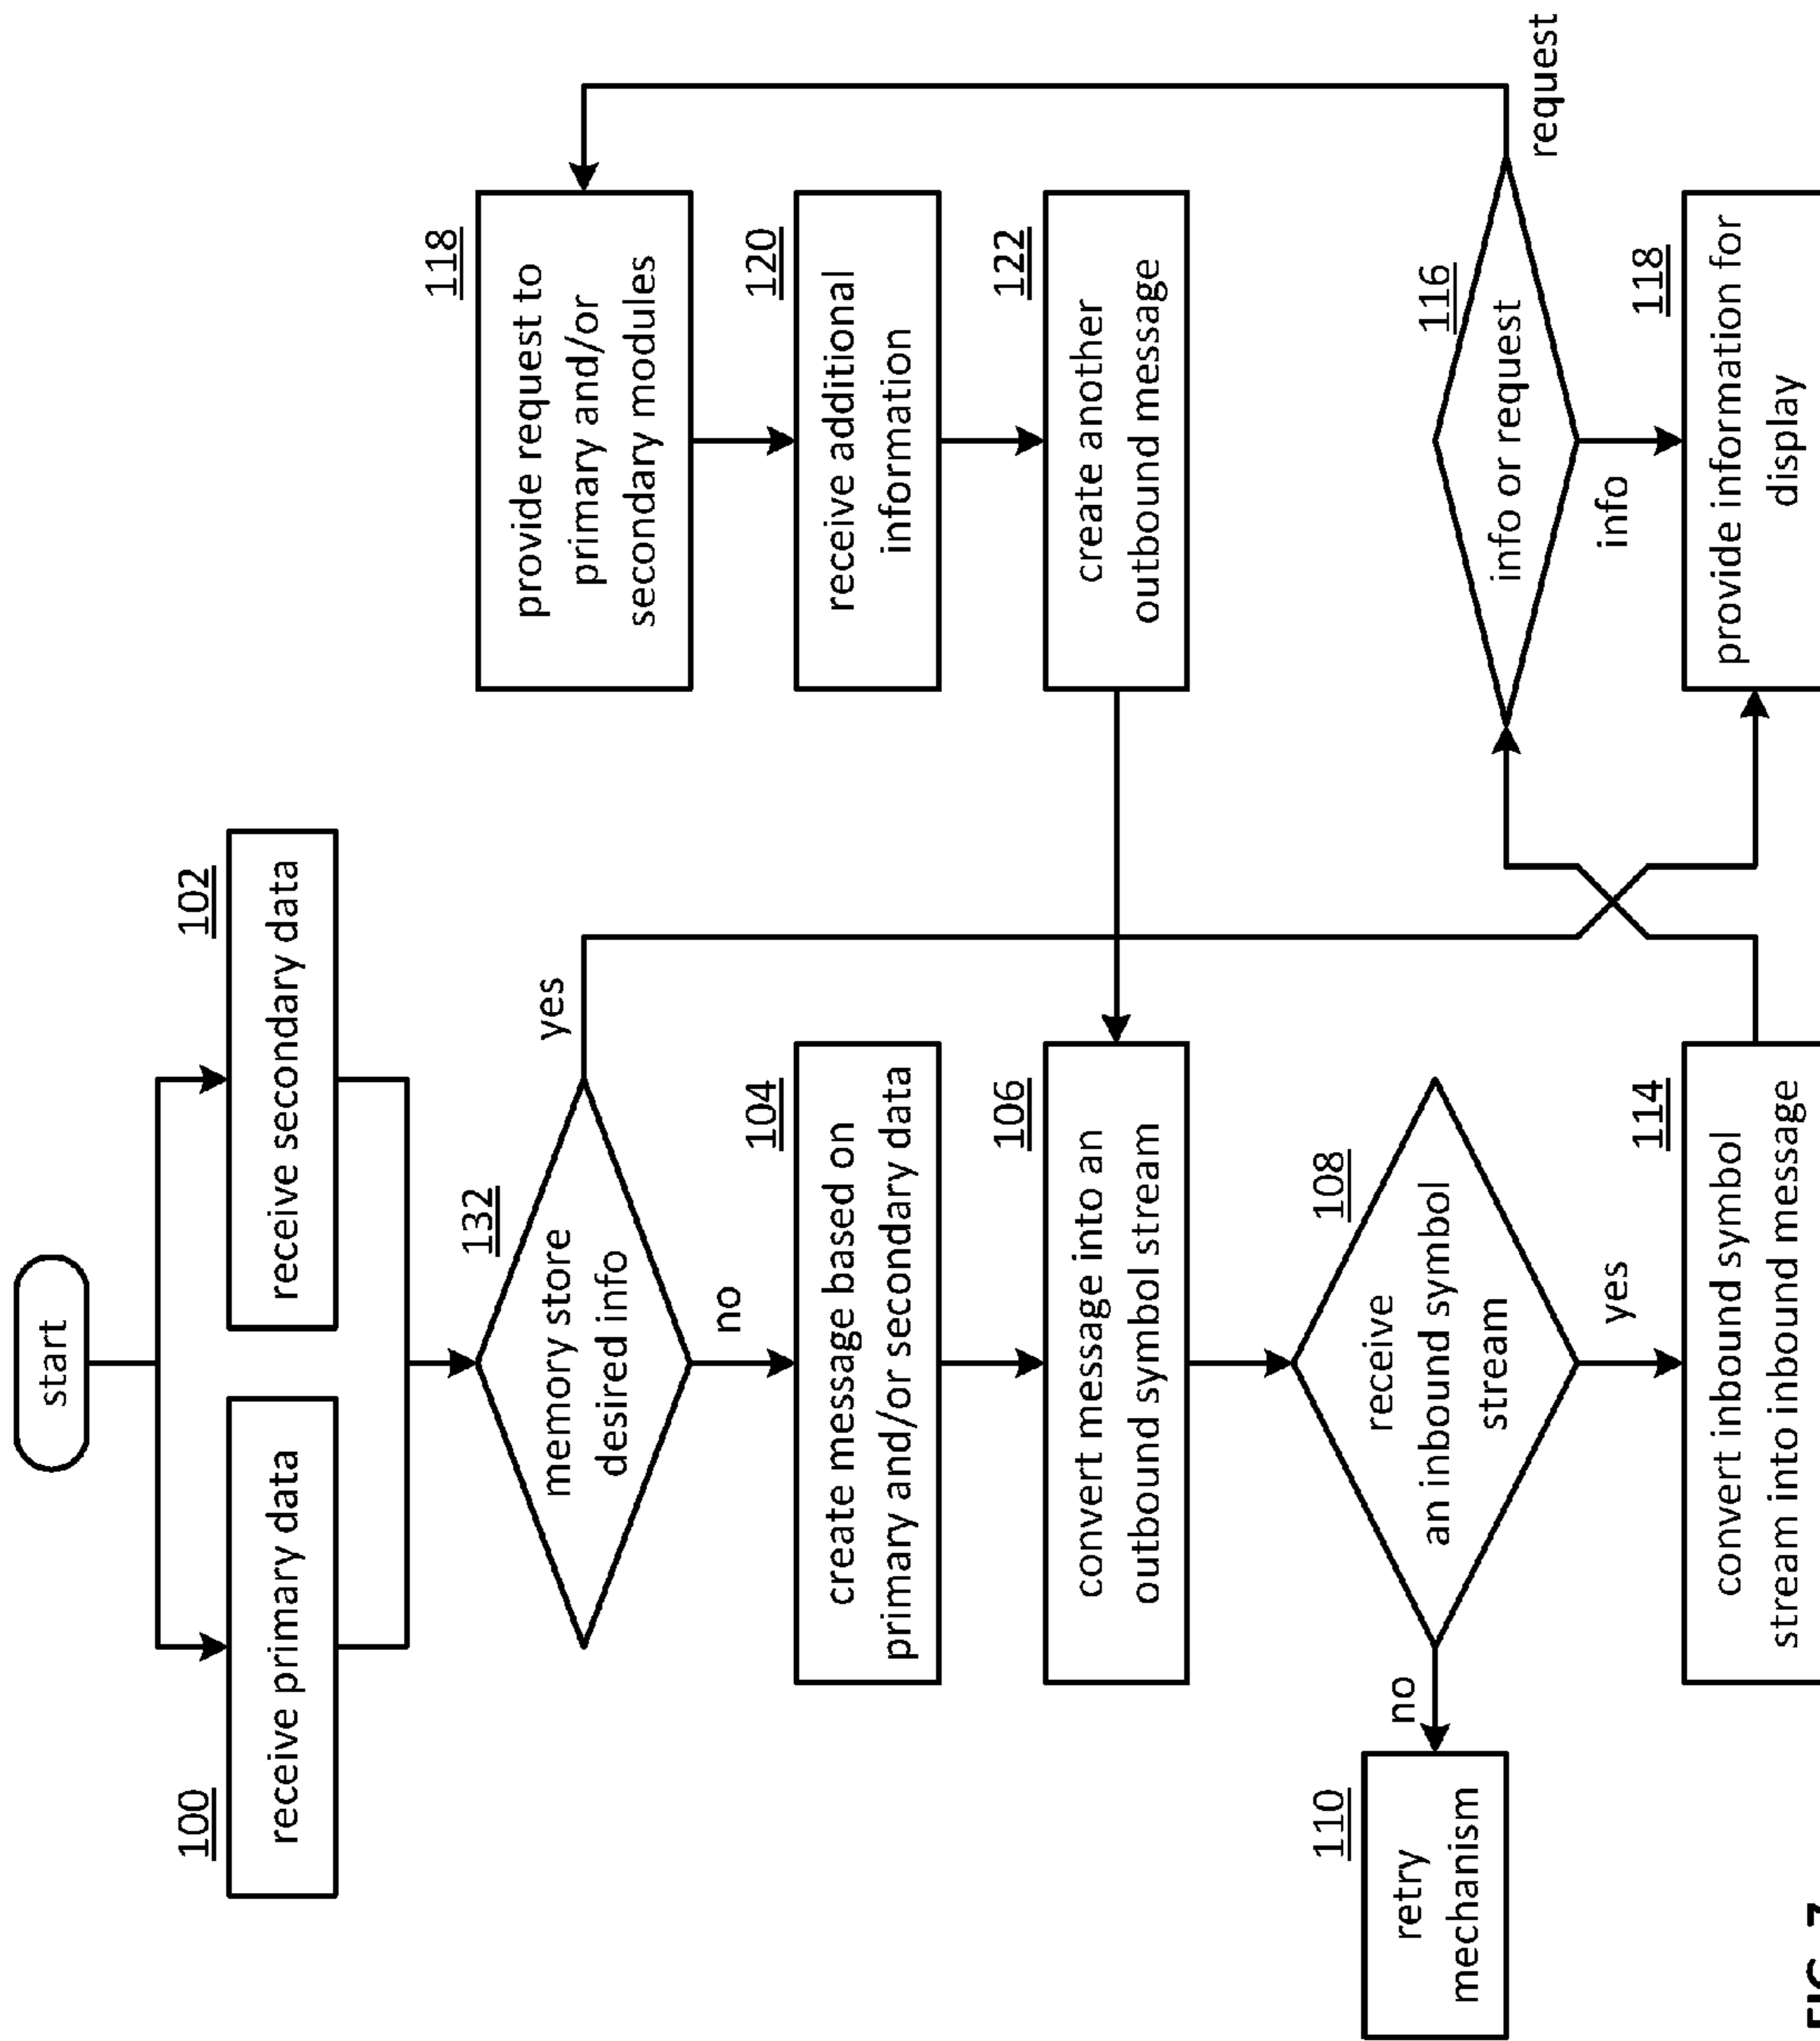 start
100
receive primary data
102
receive secondary data
132
memory store
desired info
yes
no
104
create message based on
primary and/or secondary data
106
convert message into an
outbound symbol stream
108
receive
an inbound symbol
stream
no
yes
110
retry
mechanism
114
convert inbound symbol
stream into inbound message
118
provide request to
primary and/or
secondary modules
120
receive additional
information
122
create another
outbound message
116
info or request
request
info
118
provide information for
display
FIG. 7